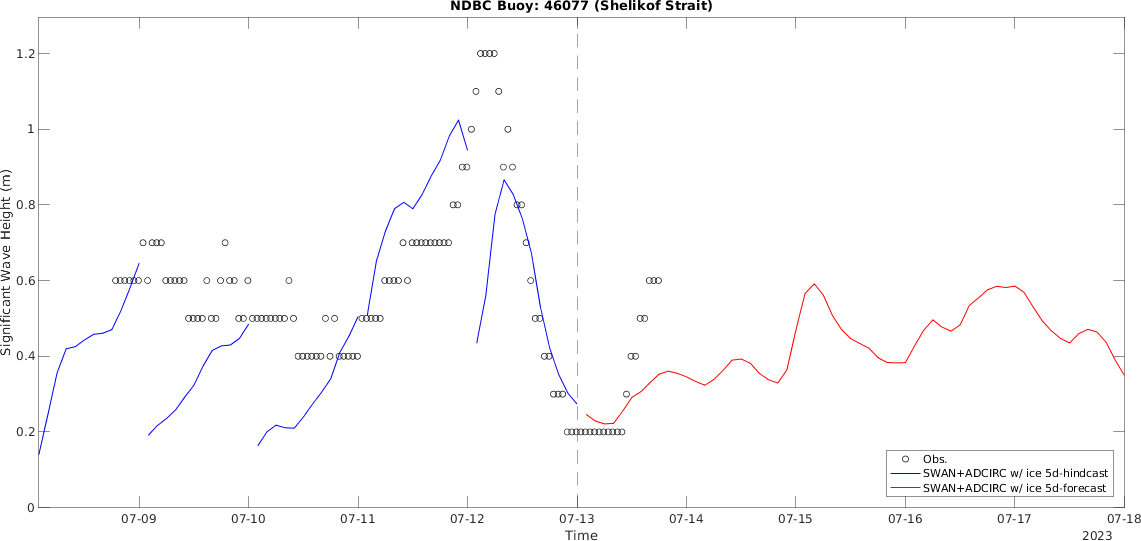 NDBC Buoy: 46077 (Shelikof Strait)
1.2
1
0.8
0.6
0.4
0.2
0
Significant Wave Height (m)
Obs.
SWAN+ADCIRC w/ ice 5d-hindcast
SWAN+ADCIRC w/ ice 5d-forecast
07-09 07-10 07-11 07-12 07-13 07-14 07-15 07-16 07-17 07-18
Time
2023